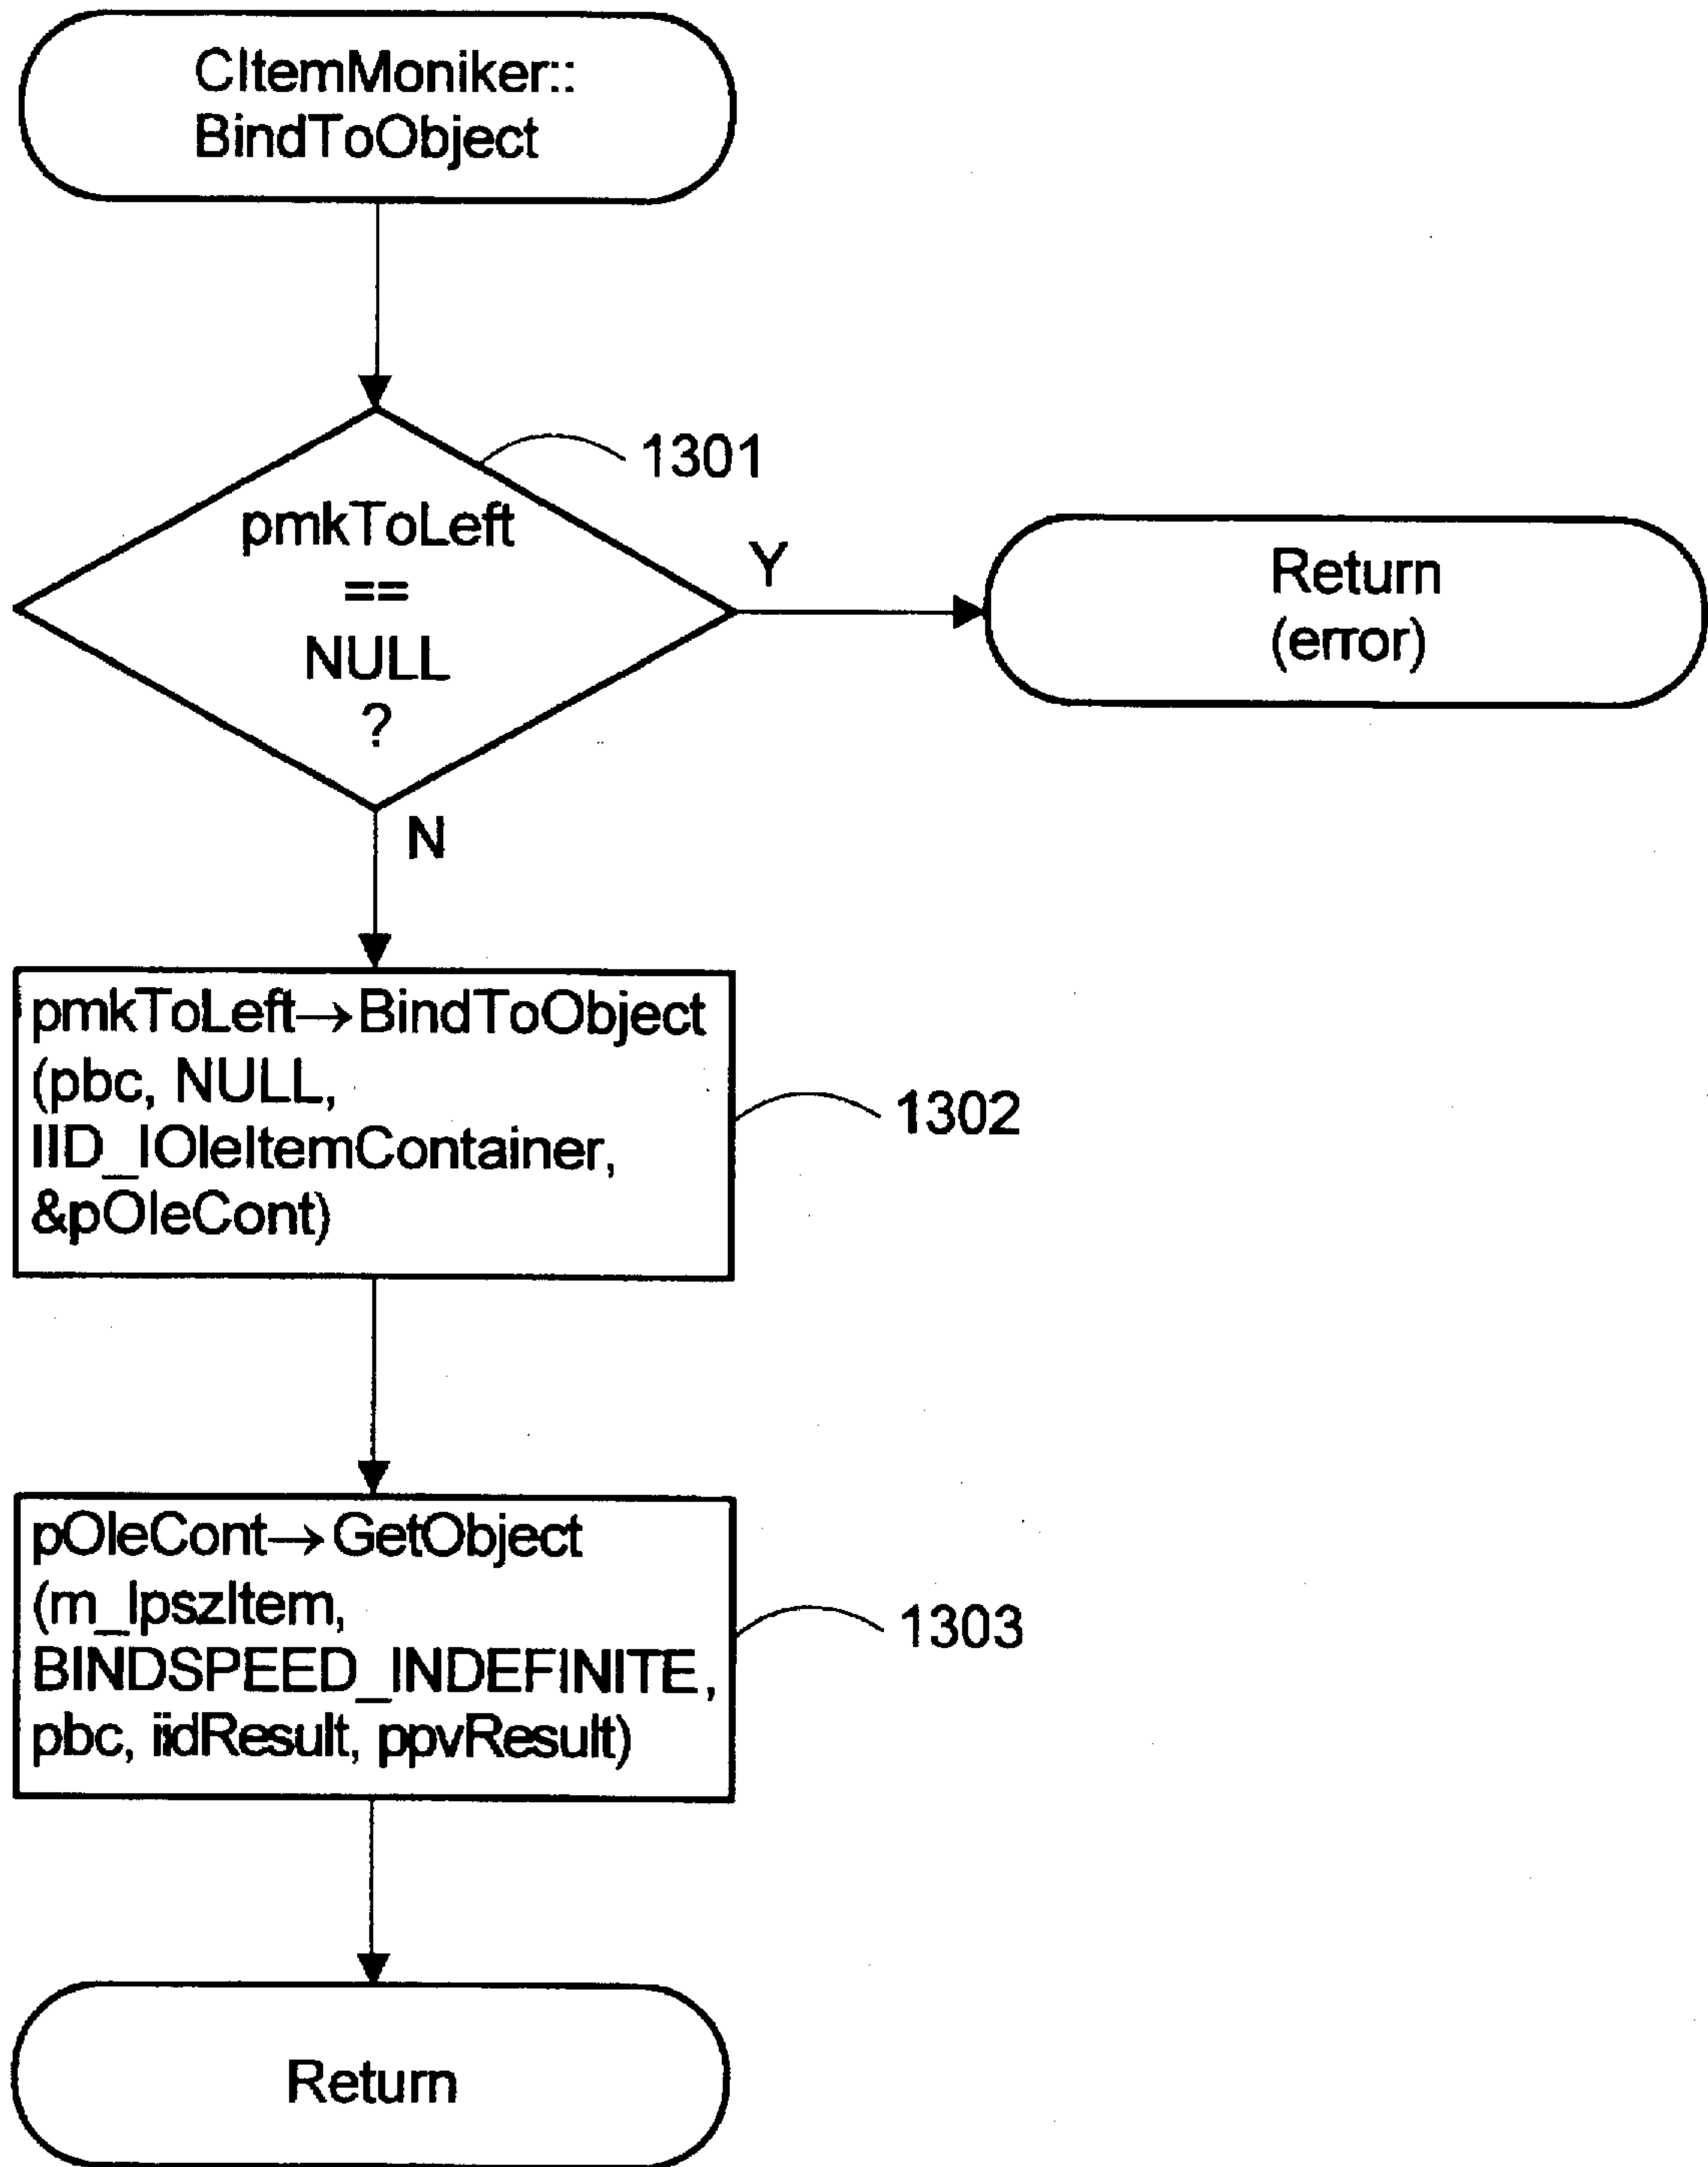 CItemMoniker::
BindToObject
1301
pmkToLeft
==
NULL
?
Y
Return
(error)
N
pmkToLeft→BindToObject
(pbc, NULL,
IID_IOleItemContainer,
&pOleCont)
1302
pOleCont→GetObject
(m_lpszItem,
BINDSPEED_INDEFINITE,
pbc, iidResult, ppvResult)
1303
Return